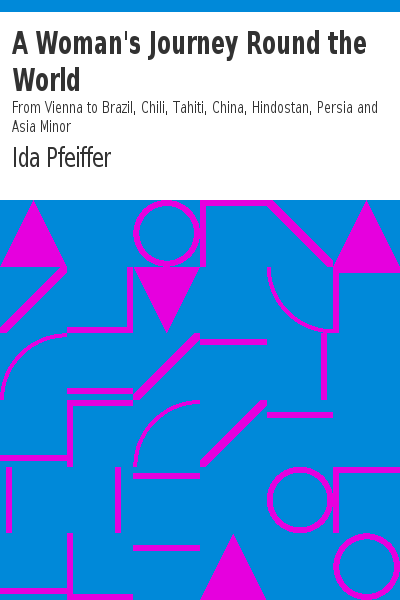 A Woman's Journey Round the
World
From Vienna to Brazil, Chili, Tahiti, China, Hindostan, Persia and
Asia Minor
Ida Pfeiffer